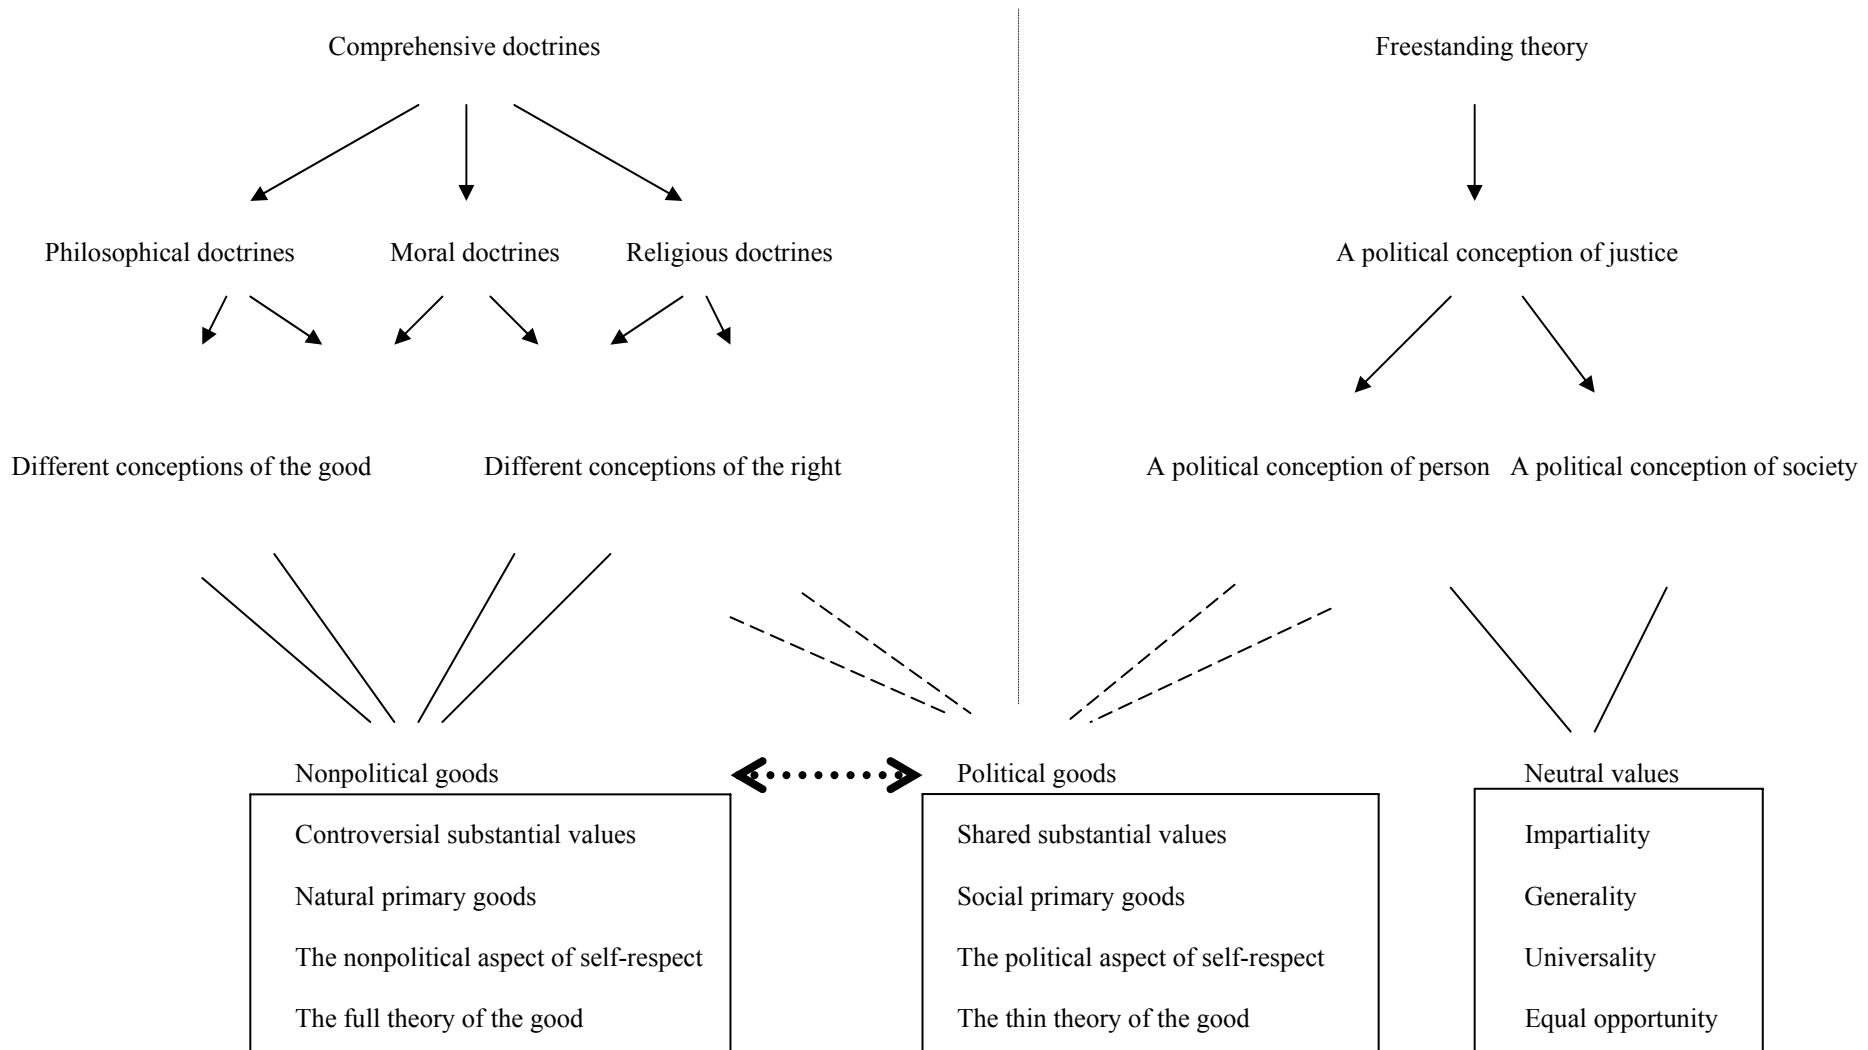 Comprehensive doctrines
Freestanding theory
Philosophical doctrines
Moral doctrines
Religious doctrines
A political conception of justice
Different conceptions of the good
Different conceptions of the right
A political conception of person
A political conception of society
Nonpolitical goods
Controversial substantial values
Natural primary goods
The nonpolitical aspect of self-respect
The full theory of the good
Political goods
Shared substantial values
Social primary goods
The political aspect of self-respect
The thin theory of the good
Neutral values
Impartiality
Generality
Universality
Equal opportunity